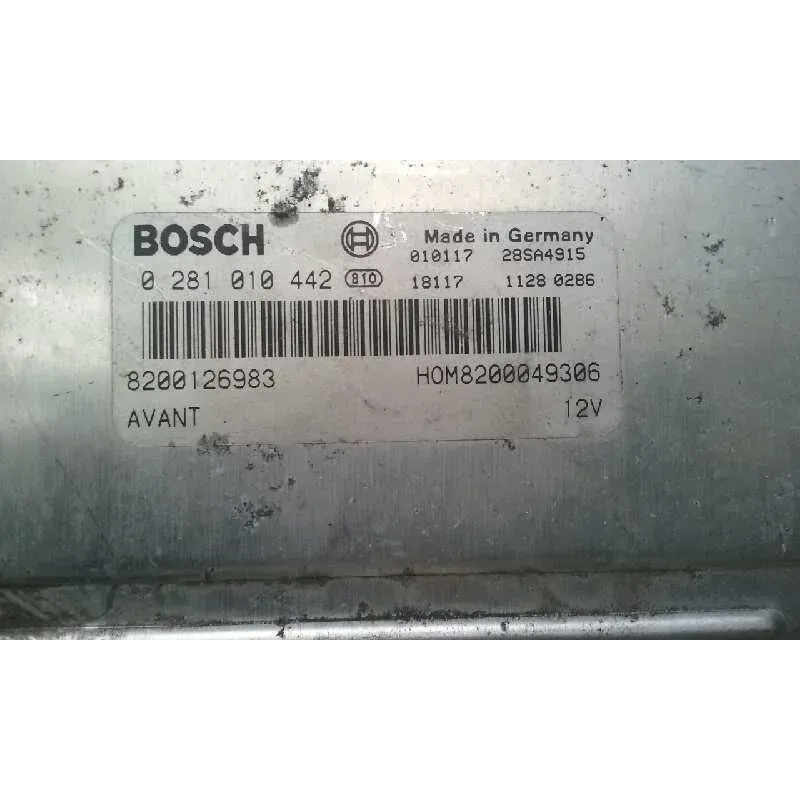 BOSCH Made in Germany
010117 28SA4915
0 281 010 442 810 18117 1128 0286
8200126983 HOM8200049306
AVANT 12V